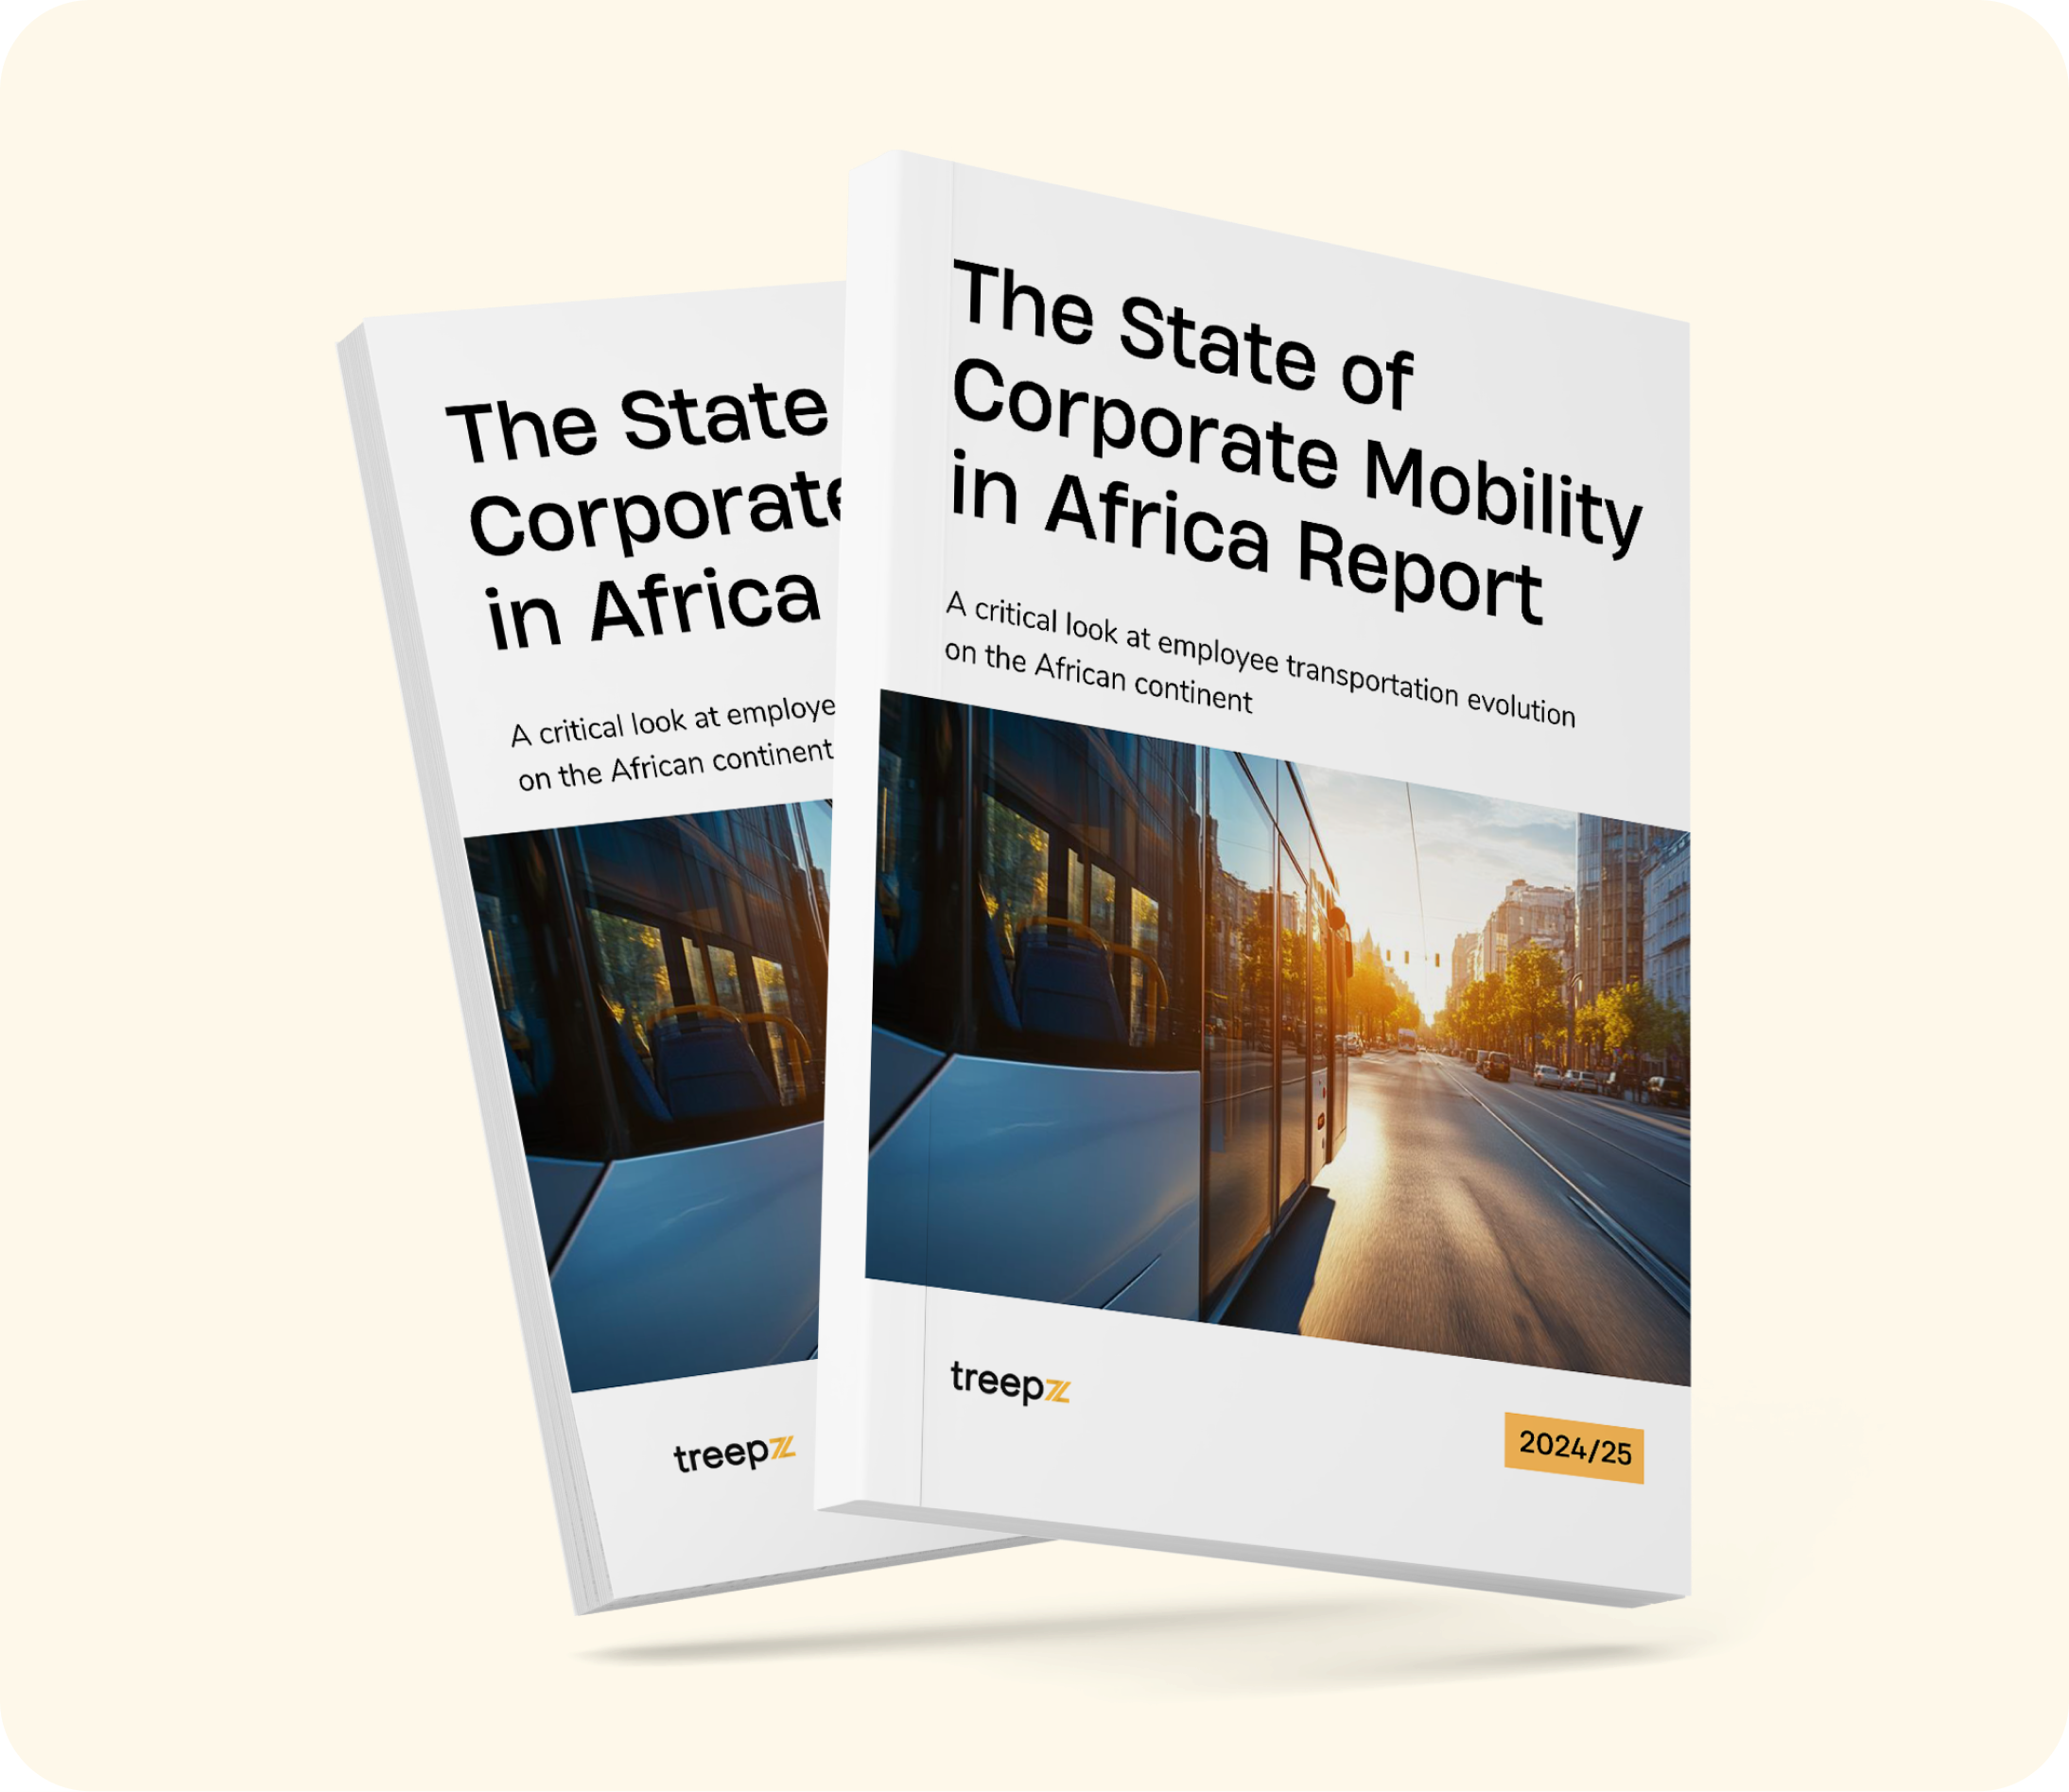 The State
Corporate
in Africa
A critical look at employe
on the African continent
treepz
The State of
Corporate Mobility
in Africa Report
A critical look at employee transportation evolution
on the African continent
treepz
2024/25